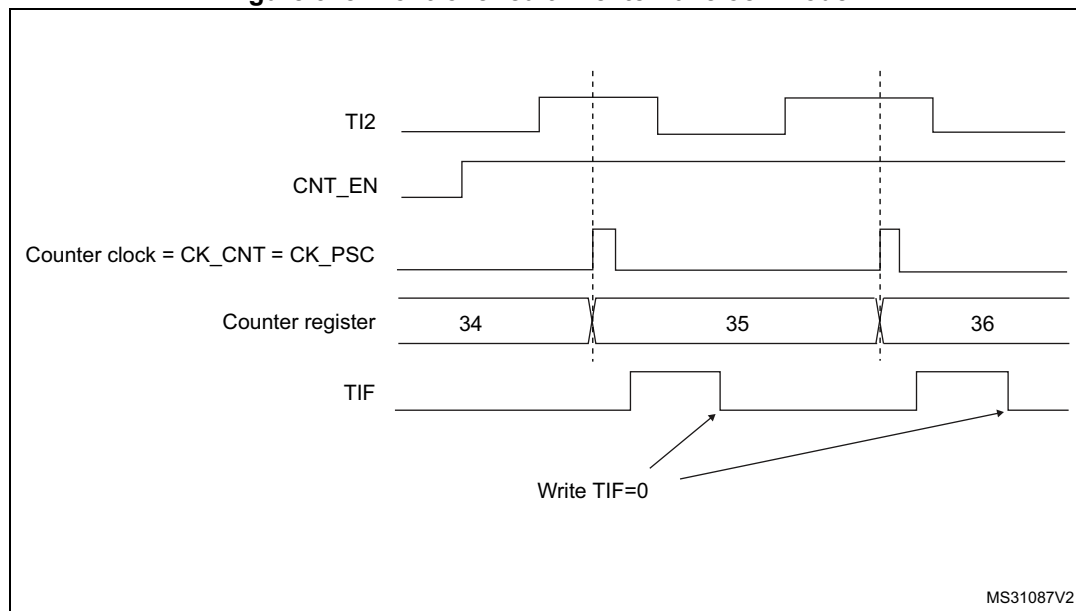 TI2
CNT_EN
Counter clock = CK_CNT = CK_PSC
Counter register
34
35
36
TIF
Write TIF=0
MS31087V2